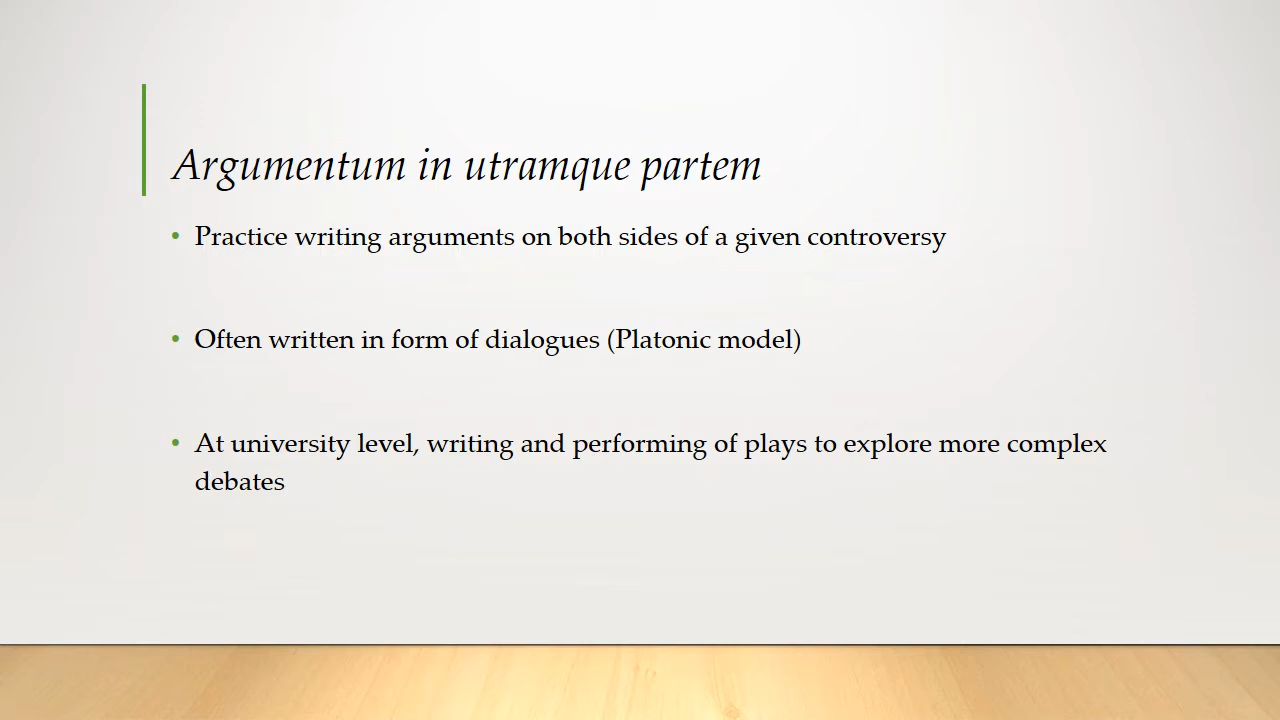 Argumentum in utramque partem
• Practice writing arguments on both sides of a given controversy
• Often written in form of dialogues (Platonic model)
• At university level, writing and performing of plays to explore more complex
debates